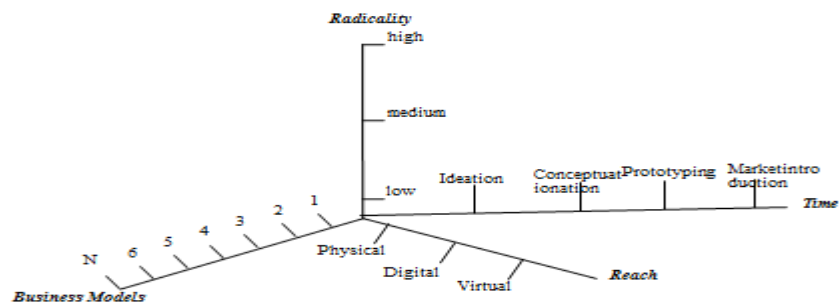 Radicality
high
medium
low
Ideation
Conceptuat
ionation
Prototyping
Marketintro
duction
Time
1
2
3
4
5
6
N
Business Models
Physical
Digital
Virtual
Reach